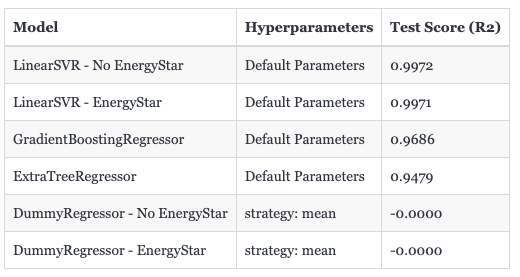 Model Hyperparameters Test Score (R2)
LinearSVR - No EnergyStar Default Parameters 0.9972
LinearSVR - EnergyStar Default Parameters 0.9971
GradientBoostingRegressor Default Parameters 0.9686
ExtraTreeRegressor Default Parameters 0.9479
DummyRegressor - No EnergyStar strategy: mean -0.0000
DummyRegressor - EnergyStar strategy: mean -0.0000